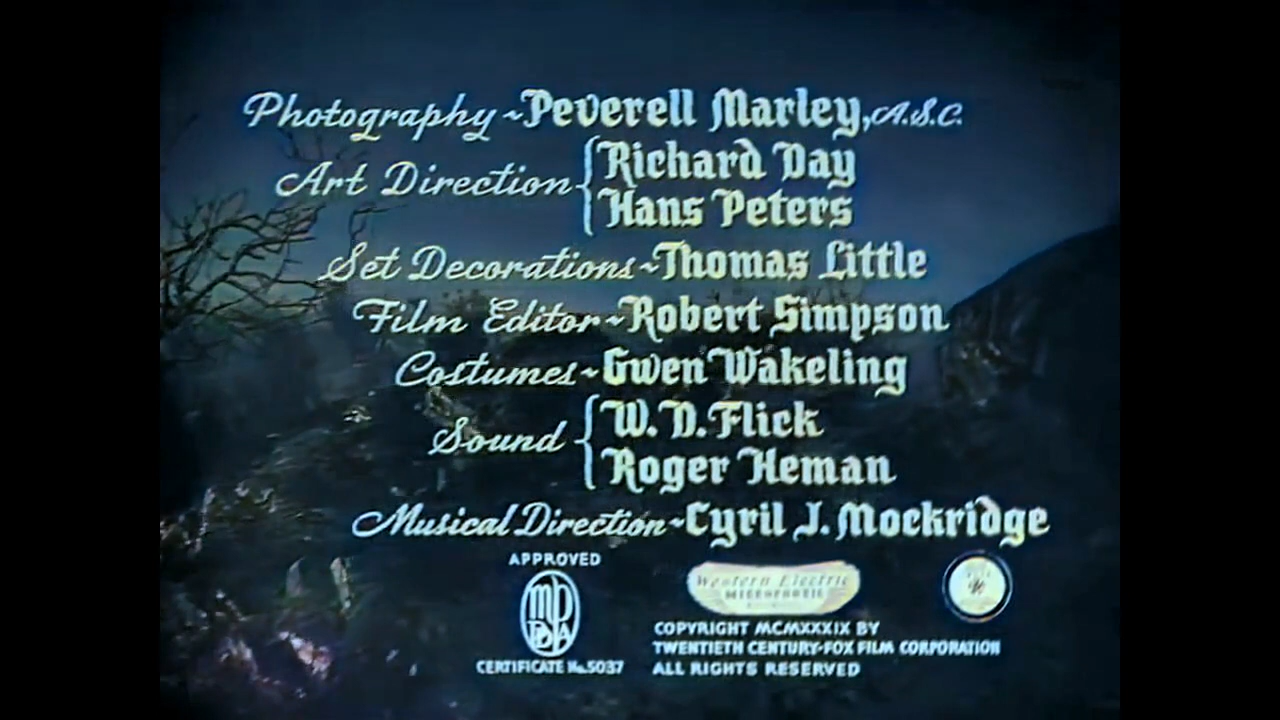 Photography ~ Peverell Marley, A.S.C.
Art Direction { Richard Day
Hans Peters
Set Decorations ~ Thomas Little
Film Editor ~ Robert Simpson
Costumes ~ Gwen Wakeling
Sound { W. D. Flick
Roger Heman
Musical Direction ~ Cyril J. Mockridge
APPROVED
MPPDA
CERTIFICATE No. 5037
Western Electric
MICROPHONIC
COPYRIGHT MCMXXXIX BY
TWENTIETH CENTURY-FOX FILM CORPORATION
ALL RIGHTS RESERVED